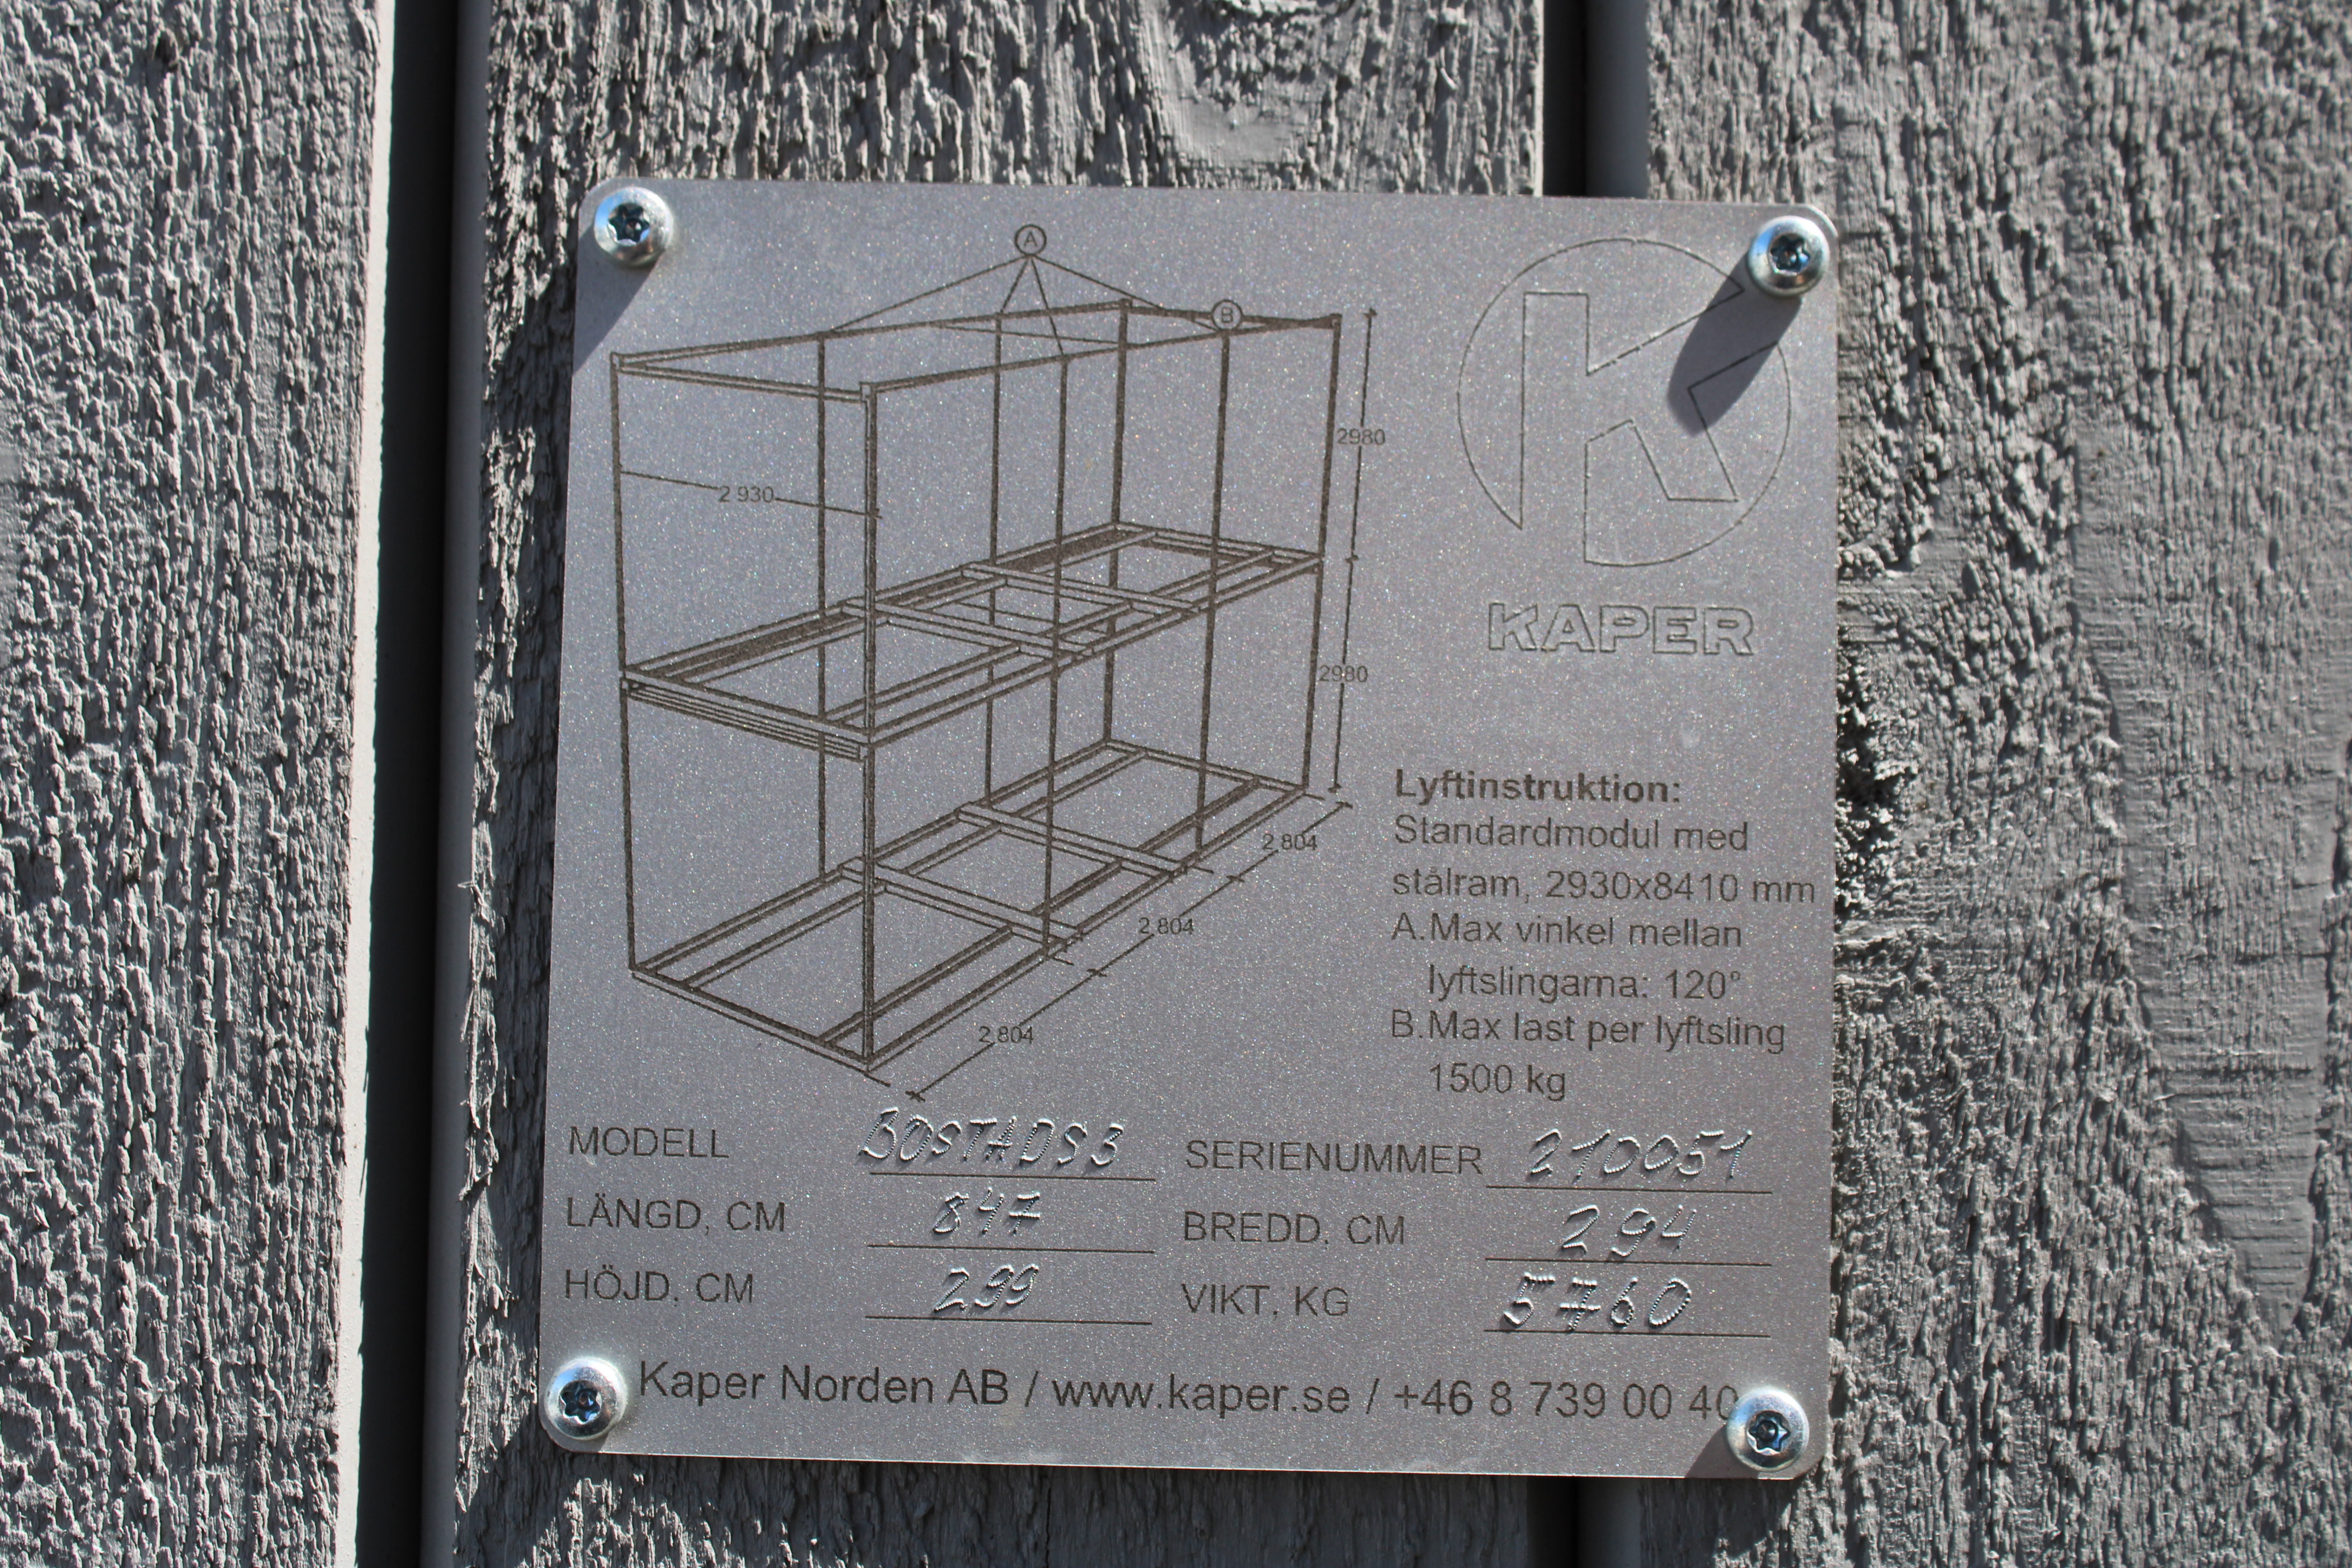 A
B
2980
2 930
KAPER
2980
Lyftinstruktion:
Standardmodul med
stålram, 2930x8410 mm
A.Max vinkel mellan
lyftslingarna: 120°
B.Max last per lyftsling
1500 kg
2 804
2 804
2 804
MODELL BOSTADS3 SERIENUMMER 210051
LÄNGD, CM 847 BREDD, CM 294
HÖJD, CM 299 VIKT, KG 5760
Kaper Norden AB / www.kaper.se / +46 8 739 00 40